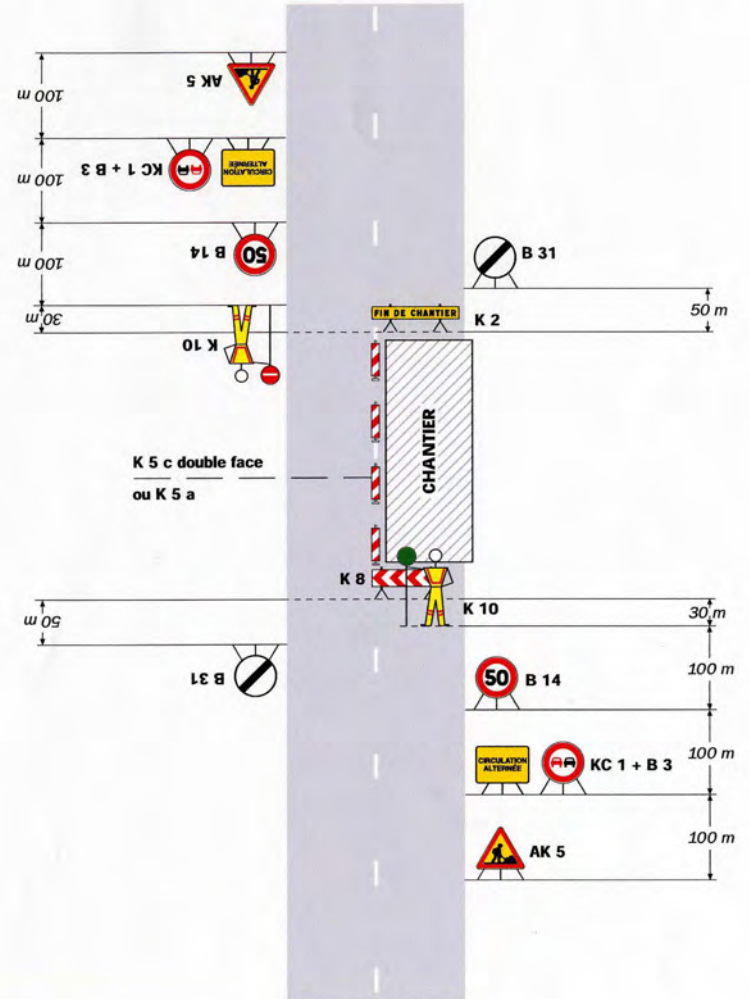 AK 5
100 m
KC 1 + B 3
CIRCULATION
ALTERNÉE
100 m
B 14
50
100 m
30 m
K 10
B 31
50 m
FIN DE CHANTIER
K 2
CHANTIER
K 5 c double face
ou K 5 a
K 8
K 10
30 m
50 m
B 31
50
B 14
100 m
CIRCULATION
ALTERNÉE
KC 1 + B 3
100 m
AK 5
100 m